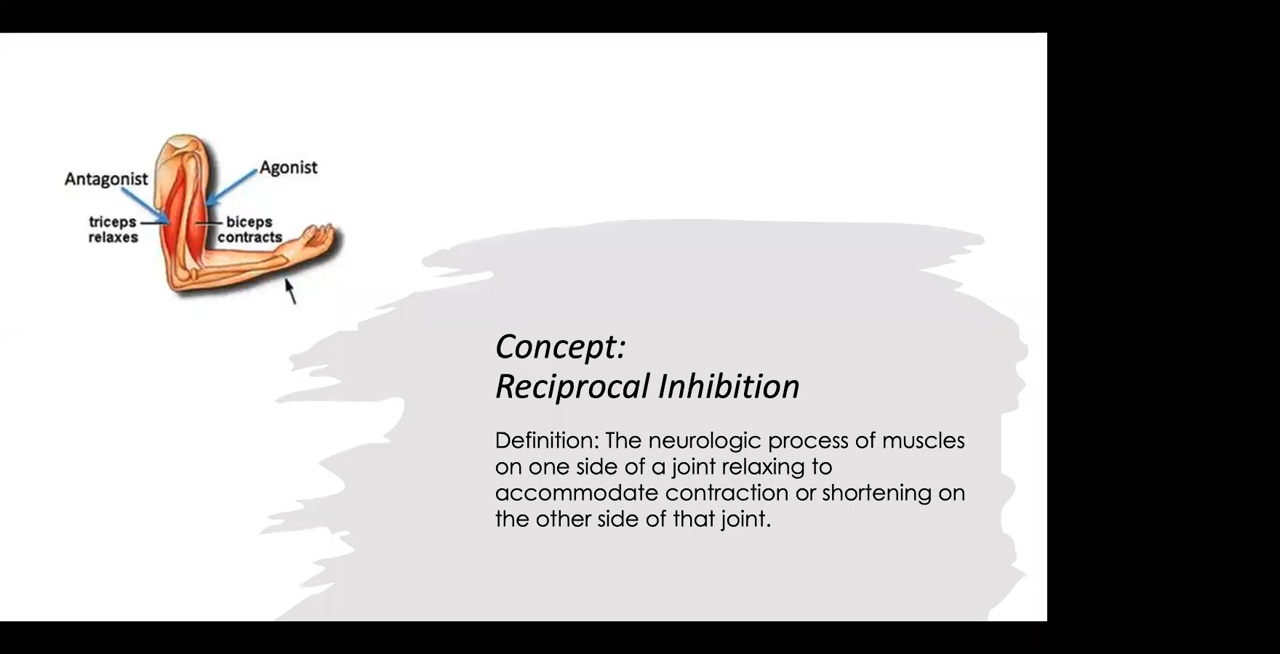 Antagonist
Agonist
triceps
relaxes
biceps
contracts
Concept:
Reciprocal Inhibition
Definition: The neurologic process of muscles
on one side of a joint relaxing to
accommodate contraction or shortening on
the other side of that joint.